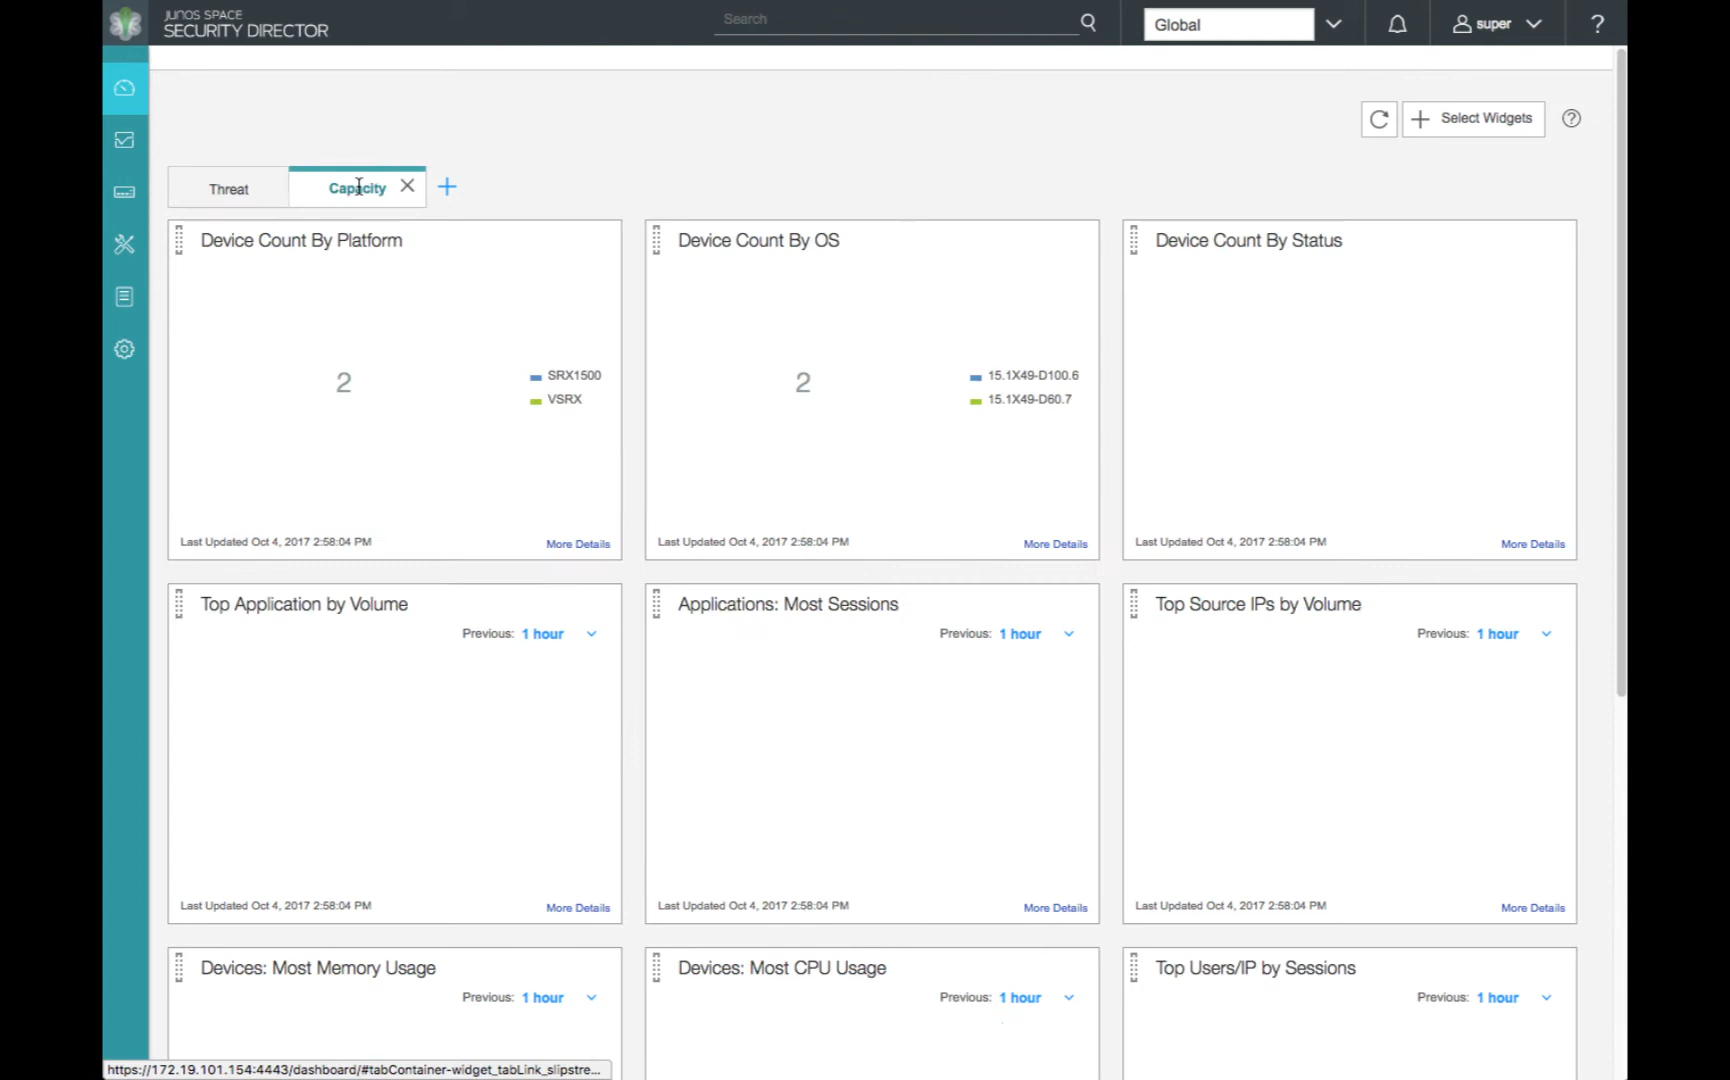 JUNOS SPACE
SECURITY DIRECTOR
Search
Global
super
?
Select Widgets
?
Threat
Capacity
Device Count By Platform
2
SRX1500
VSRX
Last Updated Oct 4, 2017 2:58:04 PM
More Details
Device Count By OS
2
15.1X49-D100.6
15.1X49-D60.7
Last Updated Oct 4, 2017 2:58:04 PM
More Details
Device Count By Status
Last Updated Oct 4, 2017 2:58:04 PM
More Details
Top Application by Volume
Previous: 1 hour
Last Updated Oct 4, 2017 2:58:04 PM
More Details
Applications: Most Sessions
Previous: 1 hour
Last Updated Oct 4, 2017 2:58:04 PM
More Details
Top Source IPs by Volume
Previous: 1 hour
Last Updated Oct 4, 2017 2:58:04 PM
More Details
Devices: Most Memory Usage
Previous: 1 hour
Devices: Most CPU Usage
Previous: 1 hour
Top Users/IP by Sessions
Previous: 1 hour
https://172.19.101.154:4443/dashboard/#tabContainer-widget_tabLink_slipstre...